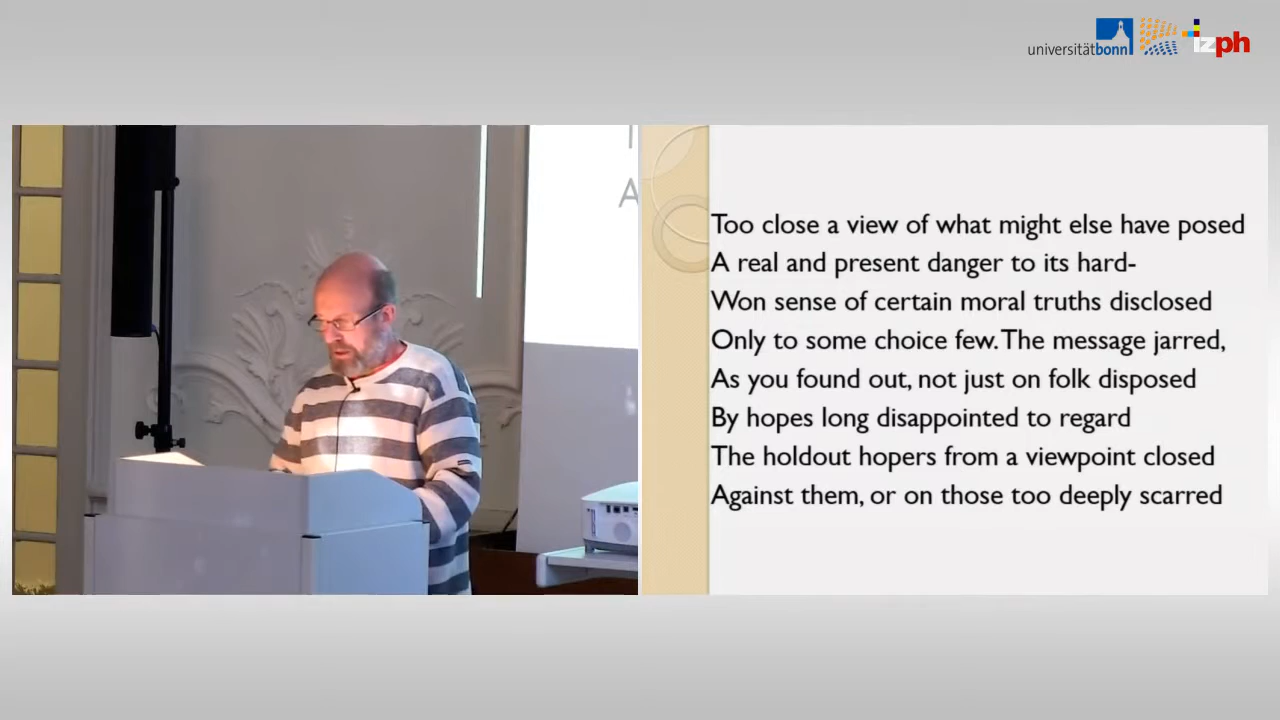 universitätbonn
izph
A
Too close a view of what might else have posed
A real and present danger to its hard-
Won sense of certain moral truths disclosed
Only to some choice few. The message jarred,
As you found out, not just on folk disposed
By hopes long disappointed to regard
The holdout hopers from a viewpoint closed
Against them, or on those too deeply scarred